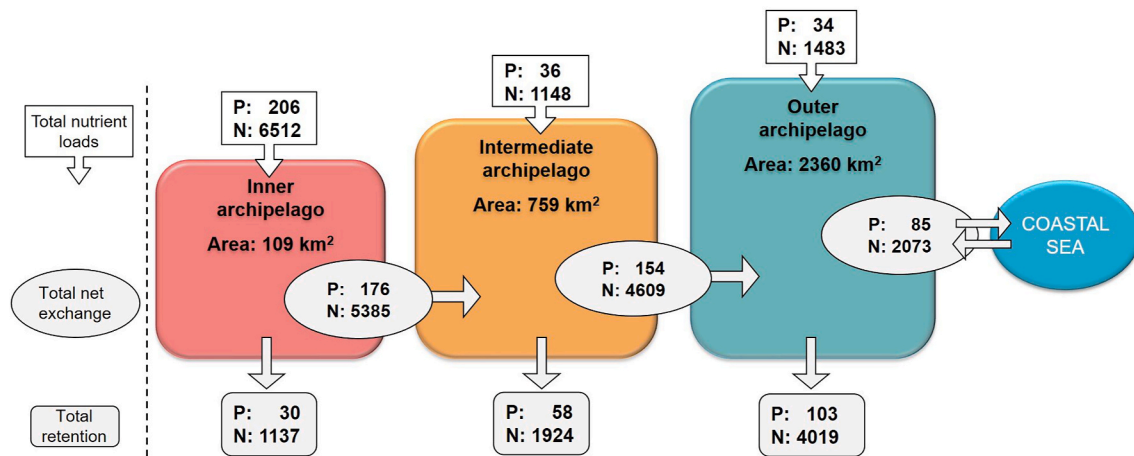 Total nutrient
loads
Total net
exchange
Total
retention
P: 206
N: 6512
Inner
archipelago
Area: 109 km²
P: 176
N: 5385
P: 30
N: 1137
P: 36
N: 1148
Intermediate
archipelago
Area: 759 km²
P: 154
N: 4609
P: 58
N: 1924
P: 34
N: 1483
Outer
archipelago
Area: 2360 km²
P: 85
N: 2073
P: 103
N: 4019
COASTAL
SEA